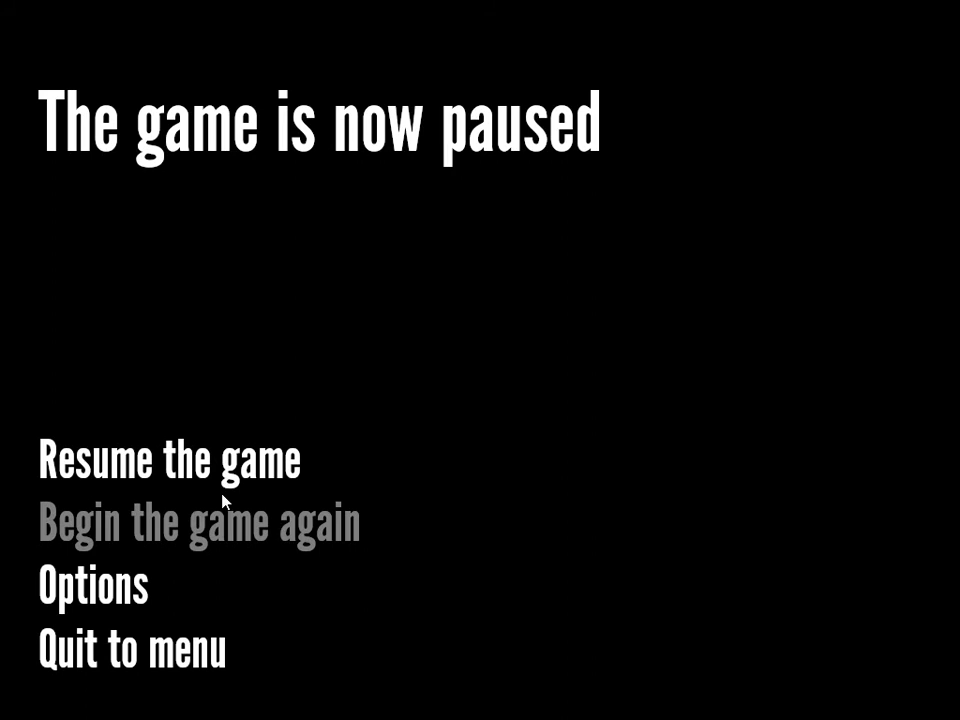 The game is now paused
Resume the game
Begin the game again
Options
Quit to menu